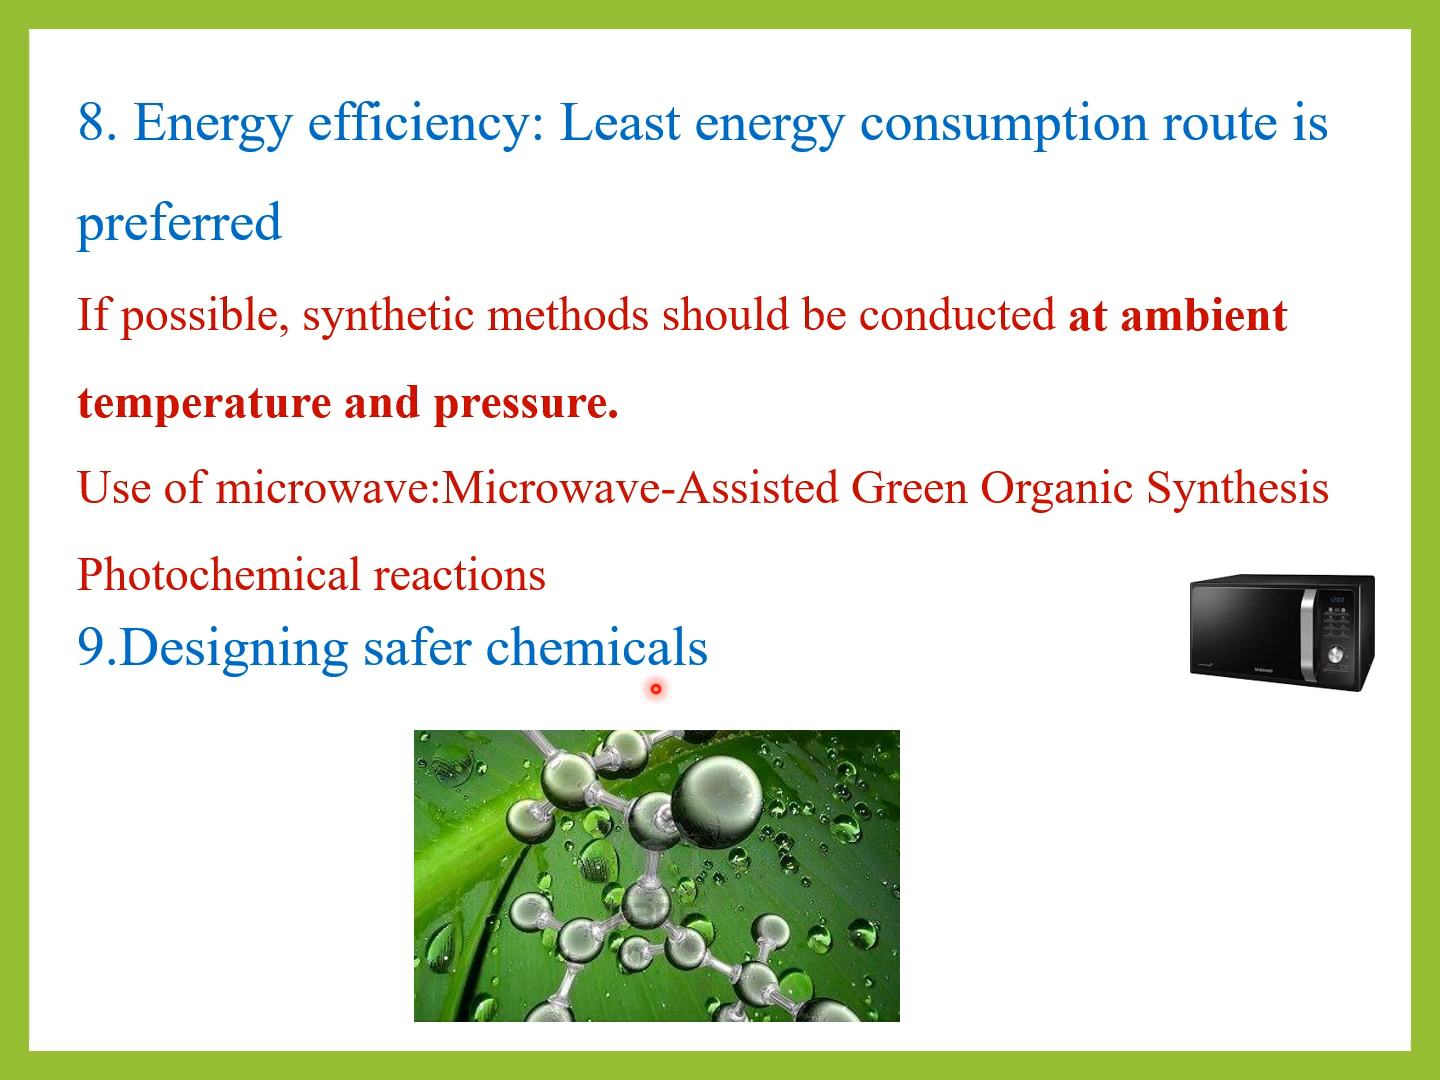 8. Energy efficiency: Least energy consumption route is
preferred
If possible, synthetic methods should be conducted at ambient
temperature and pressure.
Use of microwave:Microwave-Assisted Green Organic Synthesis
Photochemical reactions
9.Designing safer chemicals
SAMSUNG